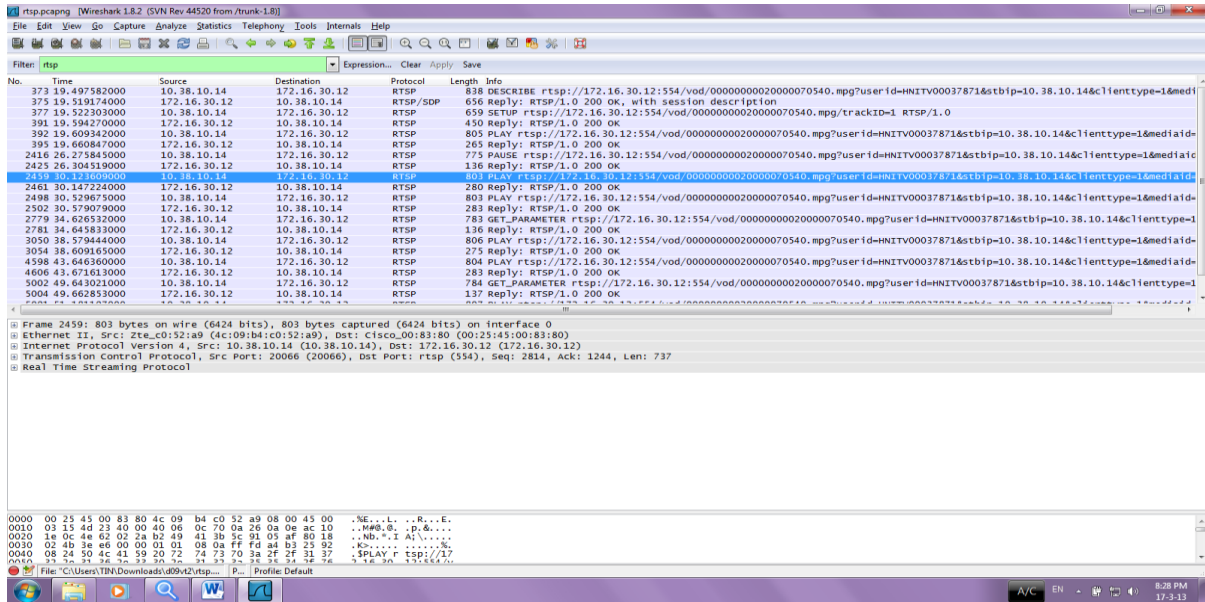 rtsp.pcapng [Wireshark 1.8.2 (SVN Rev 44520 from /trunk-1.8)]
File Edit View Go Capture Analyze Statistics Telephony Tools Internals Help
Filter: rtsp Expression... Clear Apply Save
No. Time Source Destination Protocol Length Info
373 19.497582000 10.38.10.14 172.16.30.12 RTSP 838 DESCRIBE rtsp://172.16.30.12:554/vod/00000000020000070540.mpg?userid=HNITV00037871&stbip=10.38.10.14&clienttype=1&medi
375 19.519174000 172.16.30.12 10.38.10.14 RTSP/SDP 656 Reply: RTSP/1.0 200 OK, with session description
377 19.522303000 10.38.10.14 172.16.30.12 RTSP 659 SETUP rtsp://172.16.30.12:554/vod/00000000020000070540.mpg/trackID=1 RTSP/1.0
391 19.594270000 172.16.30.12 10.38.10.14 RTSP 450 Reply: RTSP/1.0 200 OK
392 19.609342000 10.38.10.14 172.16.30.12 RTSP 805 PLAY rtsp://172.16.30.12:554/vod/00000000020000070540.mpg?userid=HNITV00037871&stbip=10.38.10.14&clienttype=1&mediaid=
395 19.660847000 172.16.30.12 10.38.10.14 RTSP 265 Reply: RTSP/1.0 200 OK
2416 26.275845000 10.38.10.14 172.16.30.12 RTSP 775 PAUSE rtsp://172.16.30.12:554/vod/00000000020000070540.mpg?userid=HNITV00037871&stbip=10.38.10.14&clienttype=1&mediaid
2425 26.304519000 172.16.30.12 10.38.10.14 RTSP 136 Reply: RTSP/1.0 200 OK
2459 30.123609000 10.38.10.14 172.16.30.12 RTSP 803 PLAY rtsp://172.16.30.12:554/vod/00000000020000070540.mpg?userid=HNITV00037871&stbip=10.38.10.14&clienttype=1&mediaid=
2461 30.147224000 172.16.30.12 10.38.10.14 RTSP 280 Reply: RTSP/1.0 200 OK
2498 30.529675000 10.38.10.14 172.16.30.12 RTSP 803 PLAY rtsp://172.16.30.12:554/vod/00000000020000070540.mpg?userid=HNITV00037871&stbip=10.38.10.14&clienttype=1&mediaid=
2502 30.579079000 172.16.30.12 10.38.10.14 RTSP 283 Reply: RTSP/1.0 200 OK
2779 34.626532000 10.38.10.14 172.16.30.12 RTSP 783 GET_PARAMETER rtsp://172.16.30.12:554/vod/00000000020000070540.mpg?userid=HNITV00037871&stbip=10.38.10.14&clienttype=1
2781 34.645833000 172.16.30.12 10.38.10.14 RTSP 136 Reply: RTSP/1.0 200 OK
3050 38.579444000 10.38.10.14 172.16.30.12 RTSP 806 PLAY rtsp://172.16.30.12:554/vod/00000000020000070540.mpg?userid=HNITV00037871&stbip=10.38.10.14&clienttype=1&mediaid=
3054 38.609165000 172.16.30.12 10.38.10.14 RTSP 275 Reply: RTSP/1.0 200 OK
4598 43.646360000 10.38.10.14 172.16.30.12 RTSP 804 PLAY rtsp://172.16.30.12:554/vod/00000000020000070540.mpg?userid=HNITV00037871&stbip=10.38.10.14&clienttype=1&mediaid=
4606 43.671613000 172.16.30.12 10.38.10.14 RTSP 283 Reply: RTSP/1.0 200 OK
5002 49.643021000 10.38.10.14 172.16.30.12 RTSP 784 GET_PARAMETER rtsp://172.16.30.12:554/vod/00000000020000070540.mpg?userid=HNITV00037871&stbip=10.38.10.14&clienttype=1
5004 49.662853000 172.16.30.12 10.38.10.14 RTSP 137 Reply: RTSP/1.0 200 OK
Frame 2459: 803 bytes on wire (6424 bits), 803 bytes captured (6424 bits) on interface 0
Ethernet II, Src: Zte_c0:52:a9 (4c:09:b4:c0:52:a9), Dst: Cisco_00:83:80 (00:25:45:00:83:80)
Internet Protocol Version 4, Src: 10.38.10.14 (10.38.10.14), Dst: 172.16.30.12 (172.16.30.12)
Transmission Control Protocol, Src Port: 20066 (20066), Dst Port: rtsp (554), Seq: 2814, Ack: 1244, Len: 737
Real Time Streaming Protocol
0000 00 25 45 00 83 80 4c 09 b4 c0 52 a9 08 00 45 00 .%E...L. ..R...E.
0010 03 15 4d 23 40 00 40 06 0c 70 0a 26 0a 0e ac 10 ..M#@.@. .p.&....
0020 1e 0c 4e 62 02 2a b2 49 41 3b 5c 91 05 af 80 18 ..Nb.*.I A;\.....
0030 02 4b 3e e6 00 00 01 01 08 0a ff fd a4 b3 25 92 .K>..... ......%.
0040 08 24 50 4c 41 59 20 72 74 73 70 3a 2f 2f 31 37 .$PLAY r tsp://17
File: "C:\Users\TIN\Downloads\d09vt2\rtsp.... P... Profile: Default
A/C EN 8:28 PM
17-3-13